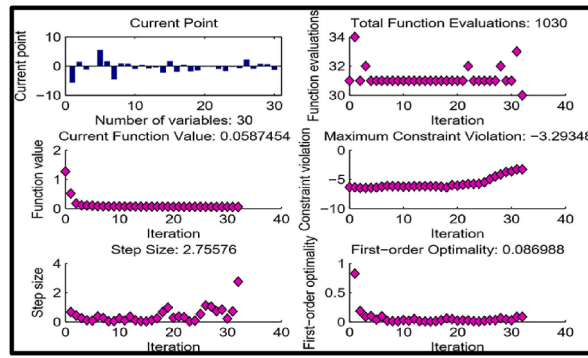 Current Point
Current point
10
0
-10
0
10
20
30
Number of variables: 30
Total Function Evaluations: 1030
Function evaluations
34
32
30
0
10
20
30
40
Iteration
Current Function Value: 0.0587454
Function value
2
1
0
0
10
20
30
40
Iteration
Maximum Constraint Violation: -3.29348
Constraint violation
0
-5
-10
0
10
20
30
40
Iteration
Step Size: 2.75576
Step size
4
2
0
0
10
20
30
40
Iteration
First-order Optimality: 0.086988
First-order optimality
1
0.5
0
0
10
20
30
40
Iteration